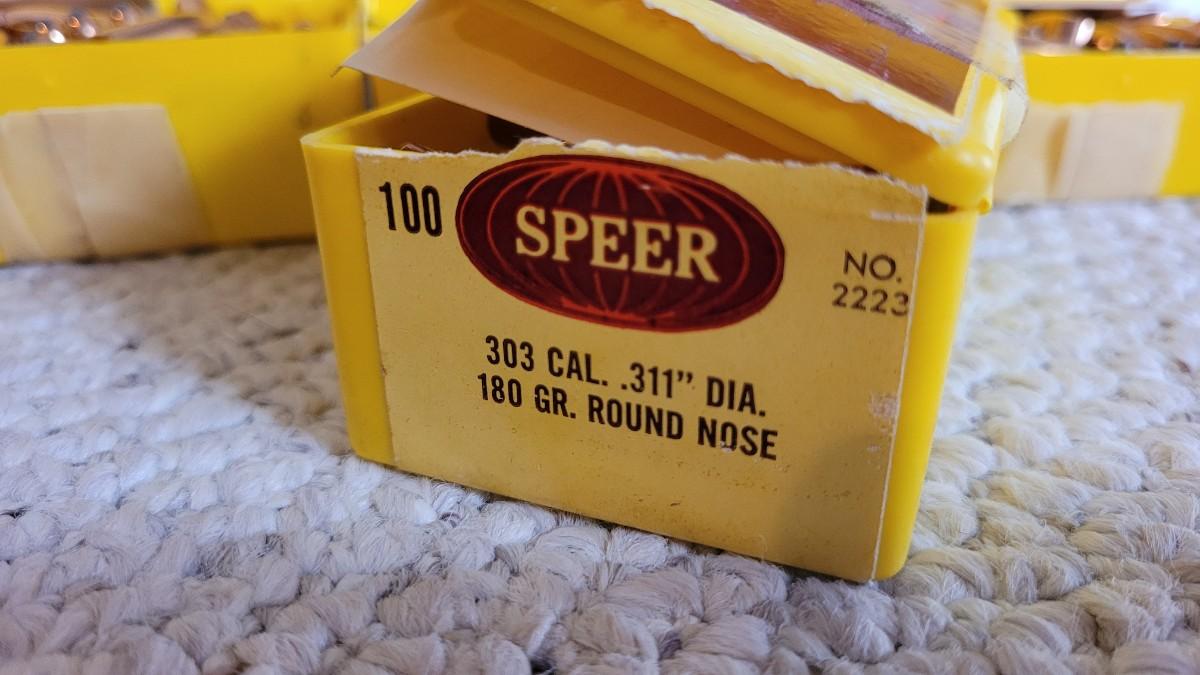 100
SPEER
NO.
2223
303 CAL. .311” DIA.
180 GR. ROUND NOSE